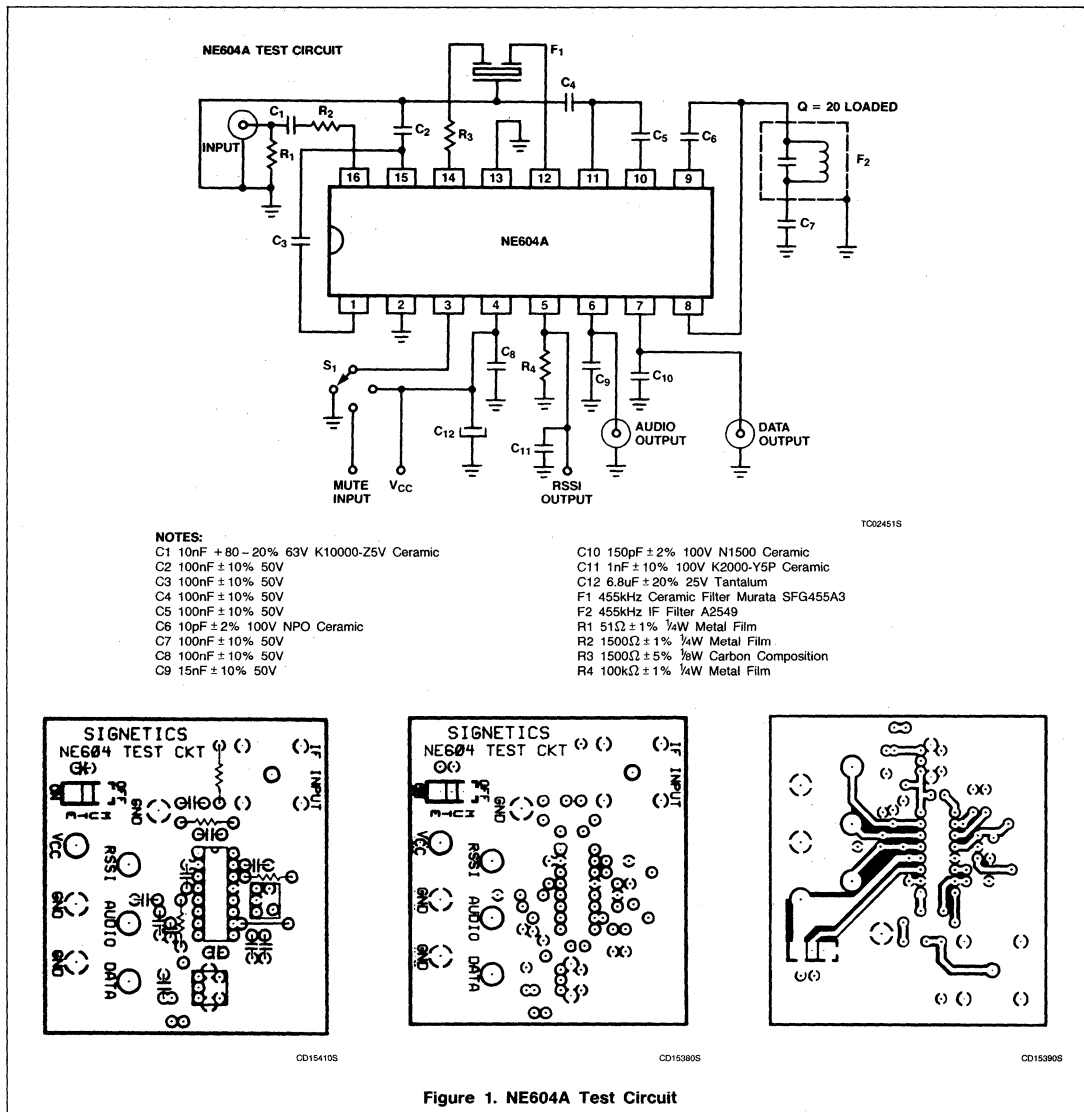 NE604A TEST CIRCUIT
F1
C4
Q = 20 LOADED
C1
R2
C2
R3
C5
C6
F2
INPUT
R1
16
15
14
13
12
11
10
9
C7
C3
NE604A
1
2
3
4
5
6
7
8
S1
C8
R4
C9
C10
C12
C11
AUDIO
OUTPUT
DATA
OUTPUT
MUTE
INPUT
VCC
RSSI
OUTPUT
TC02451S
NOTES:
C1 10nF +80 – 20% 63V K10000-Z5V Ceramic
C2 100nF ± 10% 50V
C3 100nF ± 10% 50V
C4 100nF ± 10% 50V
C5 100nF ± 10% 50V
C6 10pF ± 2% 100V NPO Ceramic
C7 100nF ± 10% 50V
C8 100nF ± 10% 50V
C9 15nF ± 10% 50V
C10 150pF ± 2% 100V N1500 Ceramic
C11 1nF ± 10% 100V K2000-Y5P Ceramic
C12 6.8uF ± 20% 25V Tantalum
F1 455kHz Ceramic Filter Murata SFG455A3
F2 455kHz IF Filter A2549
R1 51Ω ± 1% ¼W Metal Film
R2 1500Ω ± 1% ¼W Metal Film
R3 1500Ω ± 5% ⅛W Carbon Composition
R4 100kΩ ± 1% ¼W Metal Film
SIGNETICS
NE604 TEST CKT
IF INPUT
ON
OFF
MUTE
GND
VCC
RSSI
GND
AUDIO
GND
DATA
CD15410S
SIGNETICS
NE604 TEST CKT
IF INPUT
OFF
MUTE
GND
VCC
RSSI
GND
AUDIO
GND
DATA
CD15380S
CD15390S
Figure 1. NE604A Test Circuit